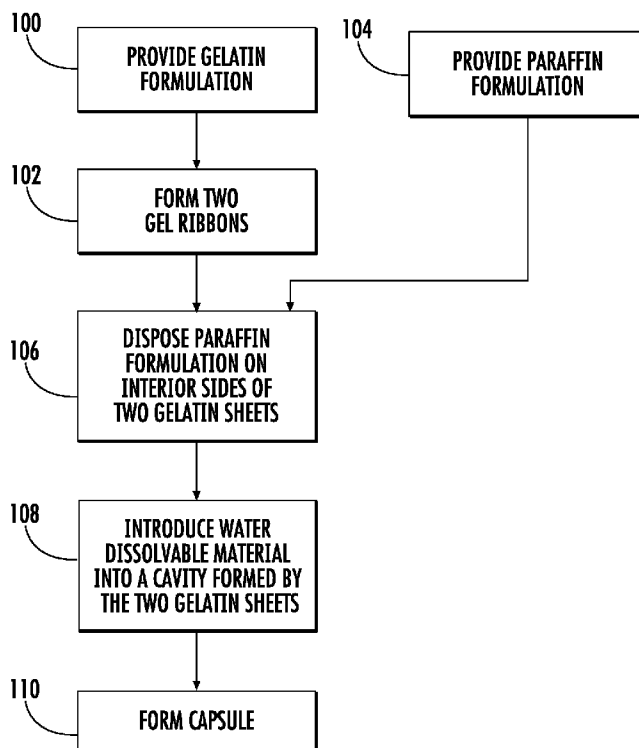 100
PROVIDE GELATIN
FORMULATION
104
PROVIDE PARAFFIN
FORMULATION
102
FORM TWO
GEL RIBBONS
106
DISPOSE PARAFFIN
FORMULATION ON
INTERIOR SIDES OF
TWO GELATIN SHEETS
108
INTRODUCE WATER
DISSOLVABLE MATERIAL
INTO A CAVITY FORMED BY
THE TWO GELATIN SHEETS
110
FORM CAPSULE